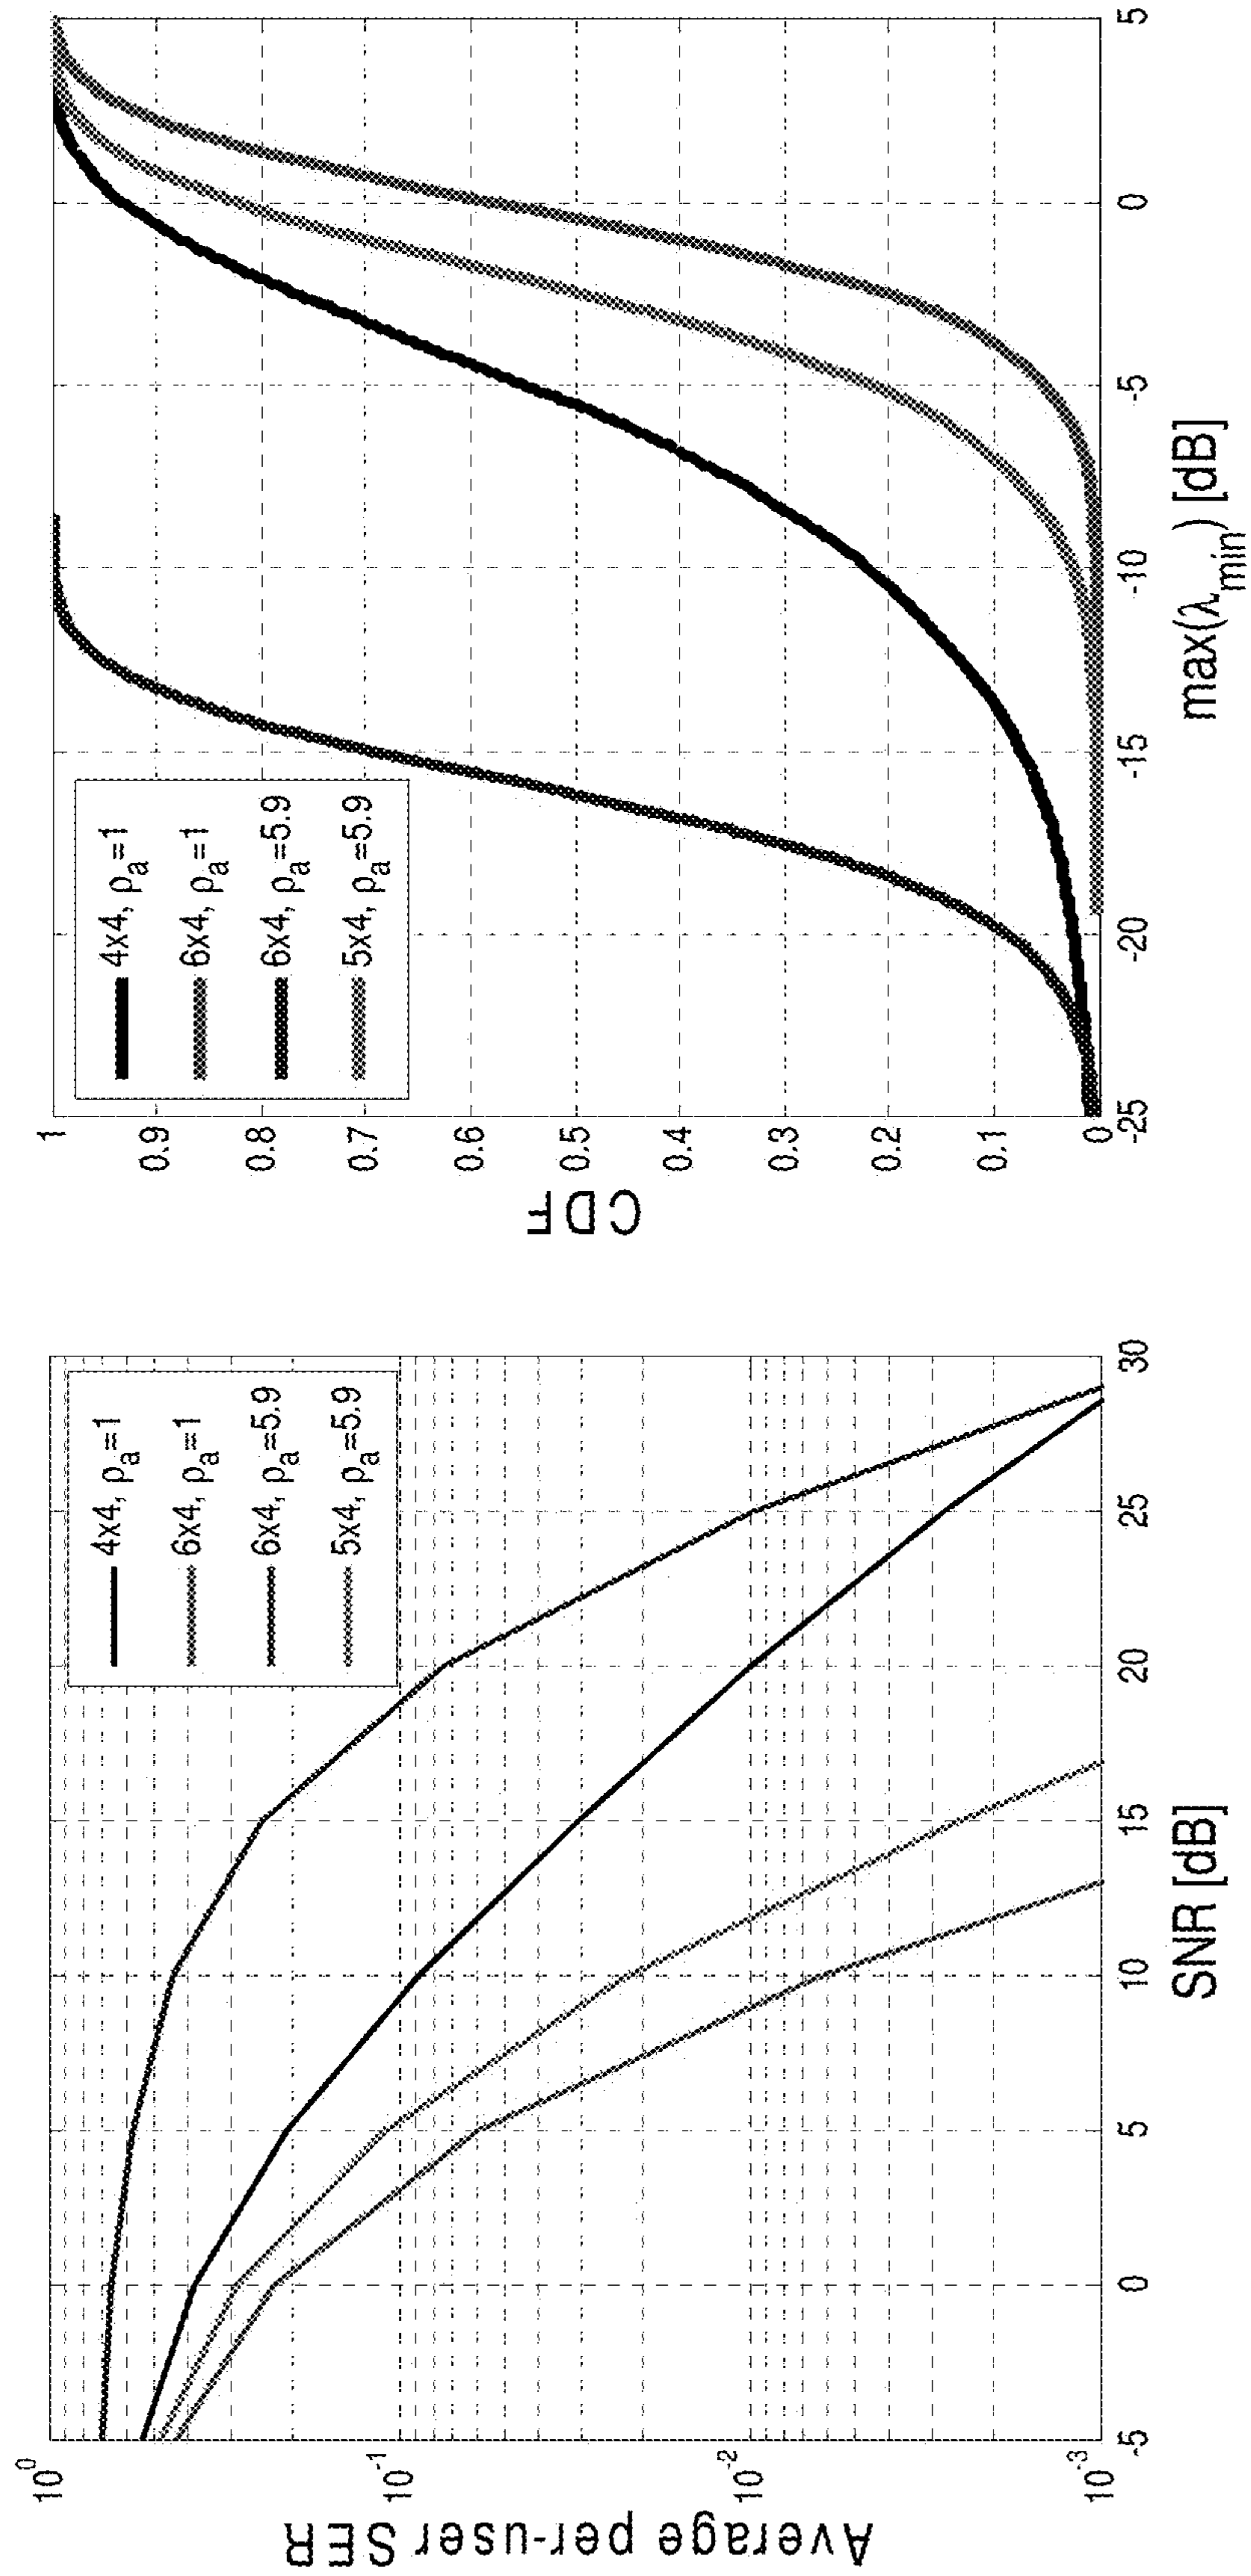 Average per-user SER
10^0
10^-1
10^-2
10^-3
-5
0
5
10
15
20
25
30
SNR [dB]
4x4, ρa=1
6x4, ρa=1
6x4, ρa=5.9
5x4, ρa=5.9
CDF
1
0.9
0.8
0.7
0.6
0.5
0.4
0.3
0.2
0.1
0
-25
-20
-15
-10
-5
0
5
max(λmin) [dB]
4x4, ρa=1
6x4, ρa=1
6x4, ρa=5.9
5x4, ρa=5.9